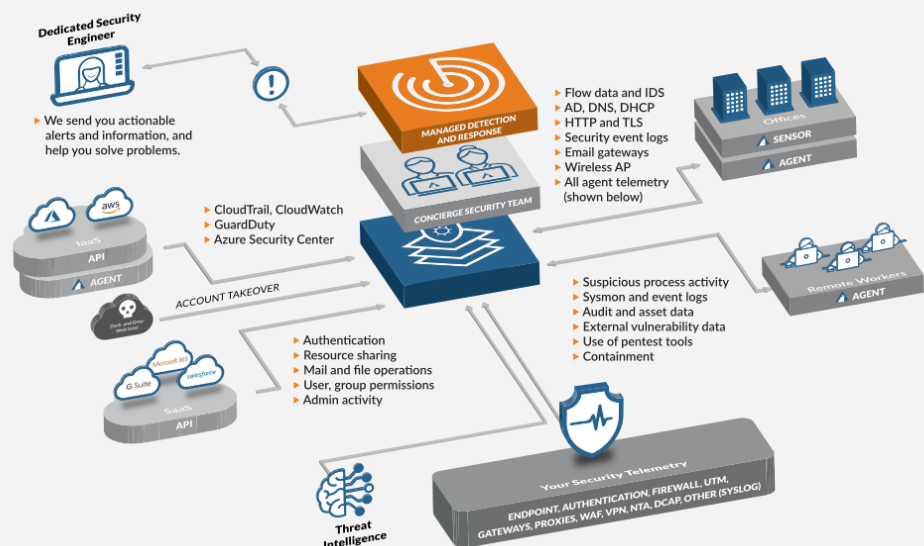 Dedicated Security
Engineer
We send you actionable
alerts and information, and
help you solve problems.
MANAGED DETECTION
AND RESPONSE
CONCIERGE SECURITY TEAM
Flow data and IDS
AD, DNS, DHCP
HTTP and TLS
Security event logs
Email gateways
Wireless AP
All agent telemetry
(shown below)
Offices
SENSOR
AGENT
aws
IaaS
API
AGENT
CloudTrail, CloudWatch
GuardDuty
Azure Security Center
ACCOUNT TAKEOVER
Dark and Grey
Web Intel
Remote Workers
AGENT
Suspicious process activity
Sysmon and event logs
Audit and asset data
External vulnerability data
Use of pentest tools
Containment
Authentication
Resource sharing
Mail and file operations
User, group permissions
Admin activity
Microsoft 365
G Suite
salesforce
SaaS
API
Threat
Intelligence
Your Security Telemetry
ENDPOINT, AUTHENTICATION, FIREWALL, UTM,
GATEWAYS, PROXIES, WAF, VPN, NTA, DCAP, OTHER (SYSLOG)